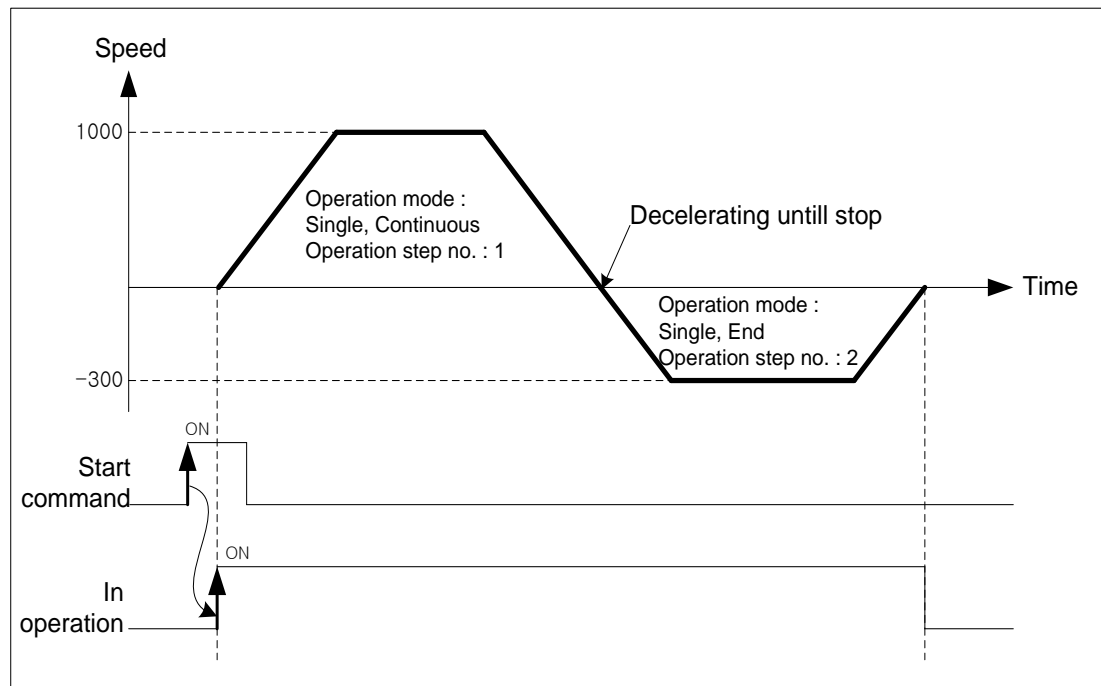 Speed
1000
Operation mode :
Single, Continuous
Operation step no. : 1
Decelerating untill stop
Time
Operation mode :
Single, End
Operation step no. : 2
-300
ON
Start
command
ON
In
operation